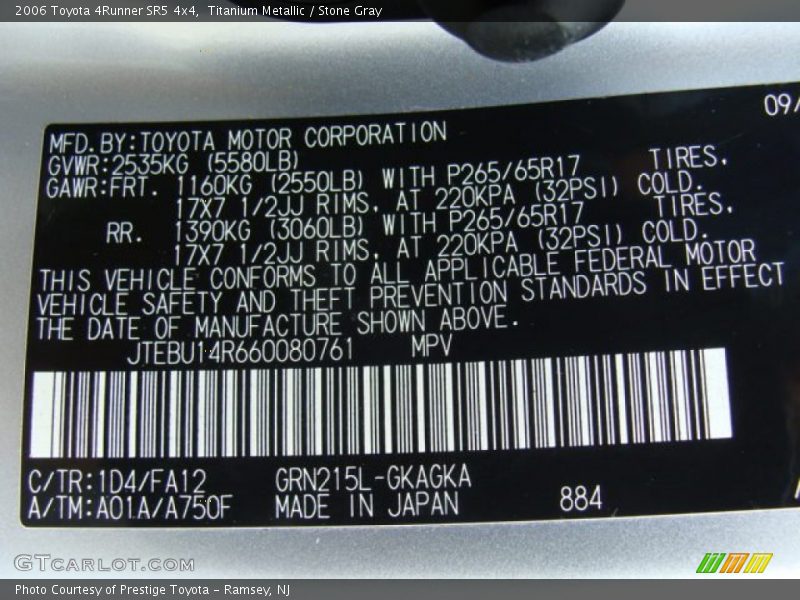 2006 Toyota 4Runner SR5 4x4, Titanium Metallic / Stone Gray
09/
MFD.BY:TOYOTA MOTOR CORPORATION
GVWR:2535KG (5580LB)
GAWR:FRT. 1160KG (2550LB) WITH P265/65R17 TIRES,
17X7 1/2JJ RIMS, AT 220KPA (32PSI) COLD.
RR. 1390KG (3060LB) WITH P265/65R17 TIRES,
17X7 1/2JJ RIMS, AT 220KPA (32PSI) COLD.
THIS VEHICLE CONFORMS TO ALL APPLICABLE FEDERAL MOTOR
VEHICLE SAFETY AND THEFT PREVENTION STANDARDS IN EFFECT
THE DATE OF MANUFACTURE SHOWN ABOVE.
JTEBU14R660080761 MPV
C/TR:1D4/FA12 GRN215L-GKAGKA
A/TM:A01A/A750F MADE IN JAPAN 884
GTCARLOT.COM
Photo Courtesy of Prestige Toyota - Ramsey, NJ